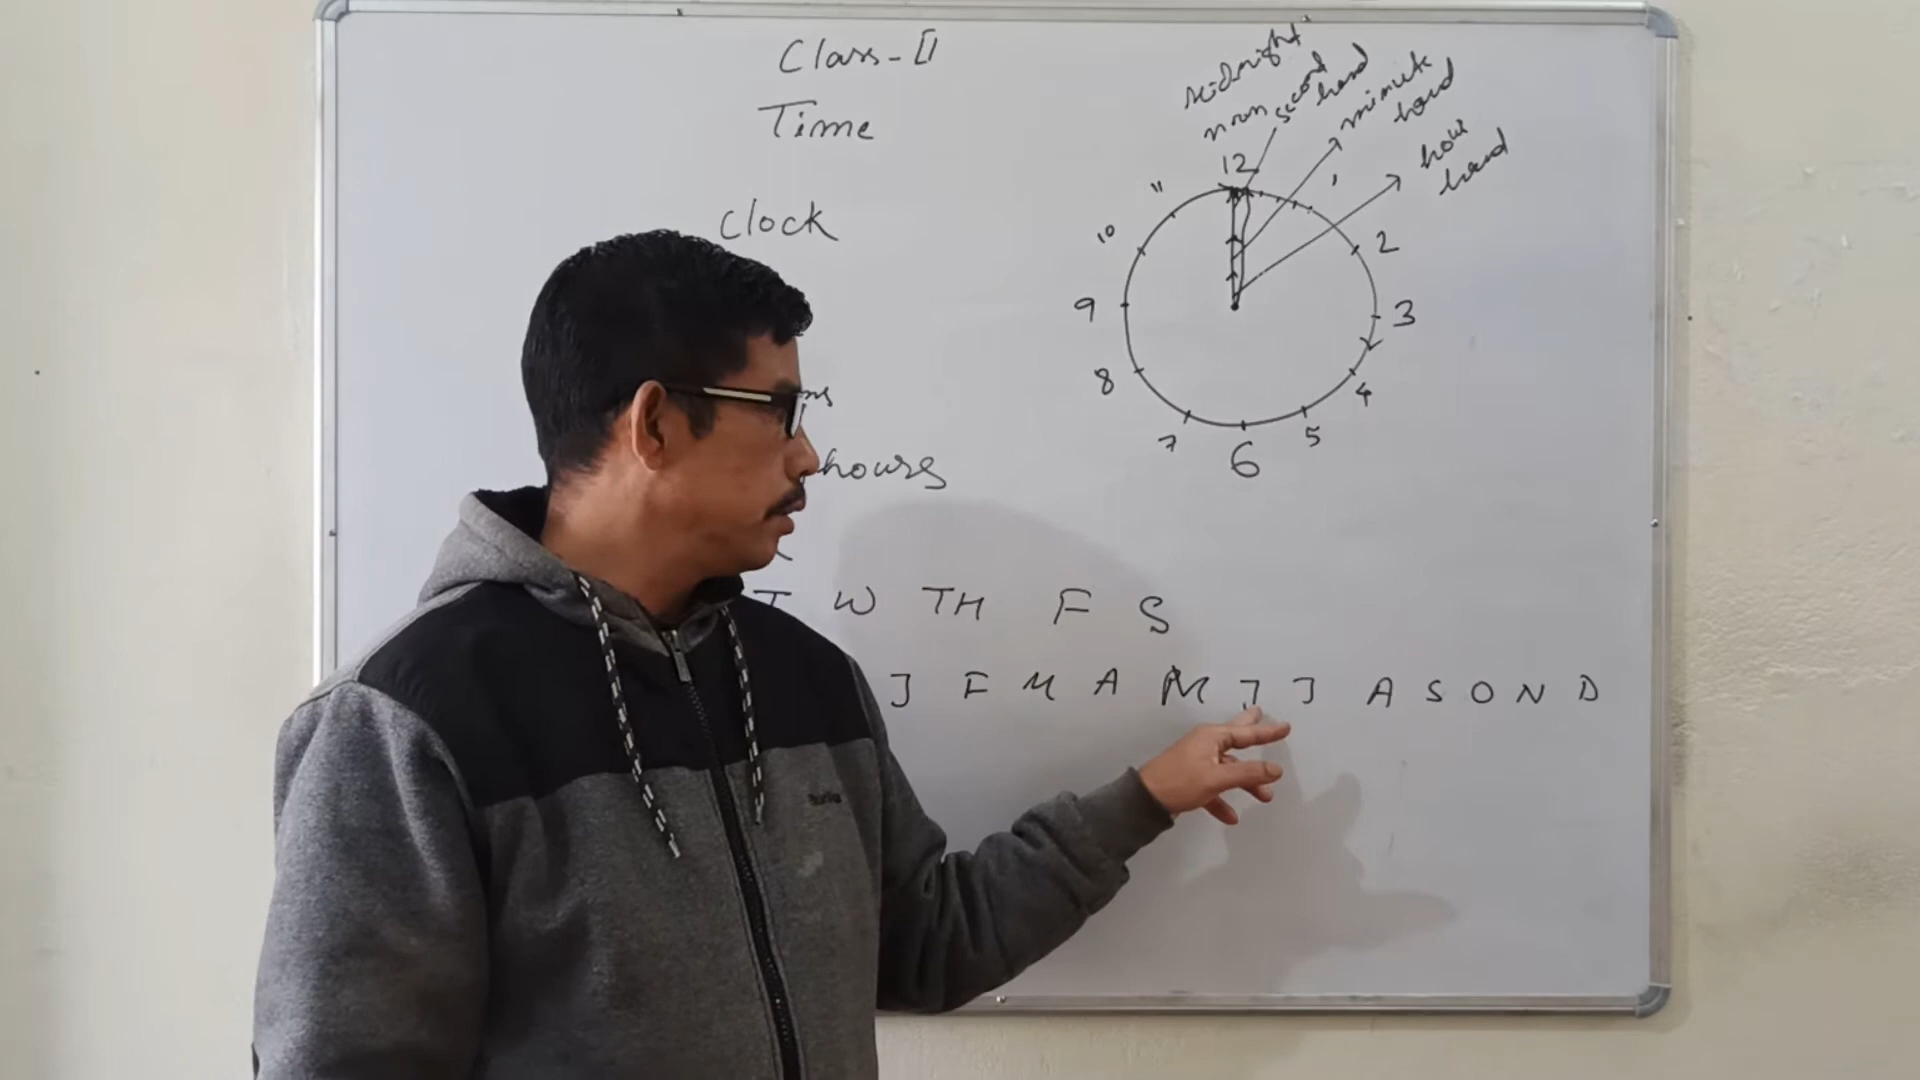 Class-II
Time
Clock
hours
T W TH F S
J F M A M J J A S O N D
midnight
noon
second hand
minute hand
hour hand
12
11
10
9
8
7
6
5
4
3
2
1